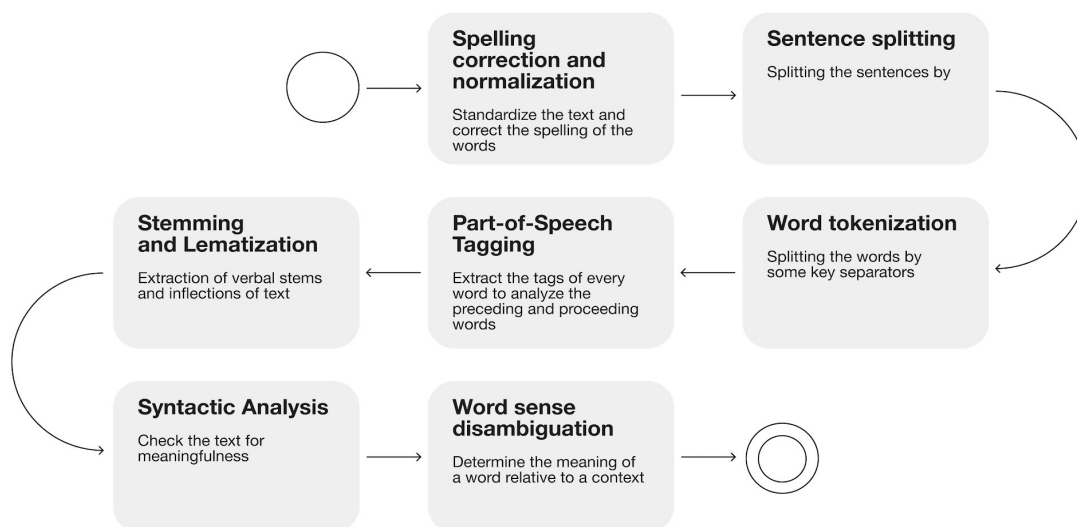 Spelling
correction and
normalization
Standardize the text and
correct the spelling of the
words
Sentence splitting
Splitting the sentences by
Word tokenization
Splitting the words by
some key separators
Part-of-Speech
Tagging
Extract the tags of every
word to analyze the
preceding and proceeding
words
Stemming
and Lematization
Extraction of verbal stems
and inflections of text
Syntactic Analysis
Check the text for
meaningfulness
Word sense
disambiguation
Determine the meaning of
a word relative to a context